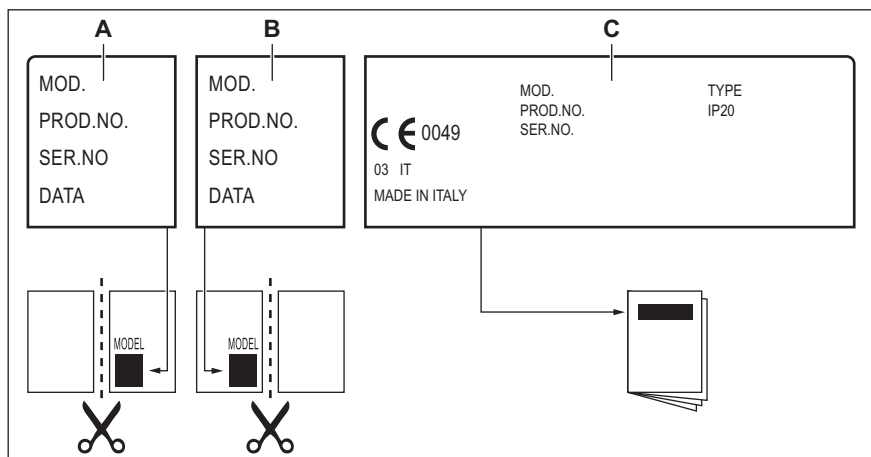 A
B
C
MOD.
PROD.NO.
SER.NO
DATA
MOD.
PROD.NO.
SER.NO
DATA
MOD.
PROD.NO.
SER.NO.
TYPE
IP20
CE 0049
03 IT
MADE IN ITALY
MODEL
MODEL